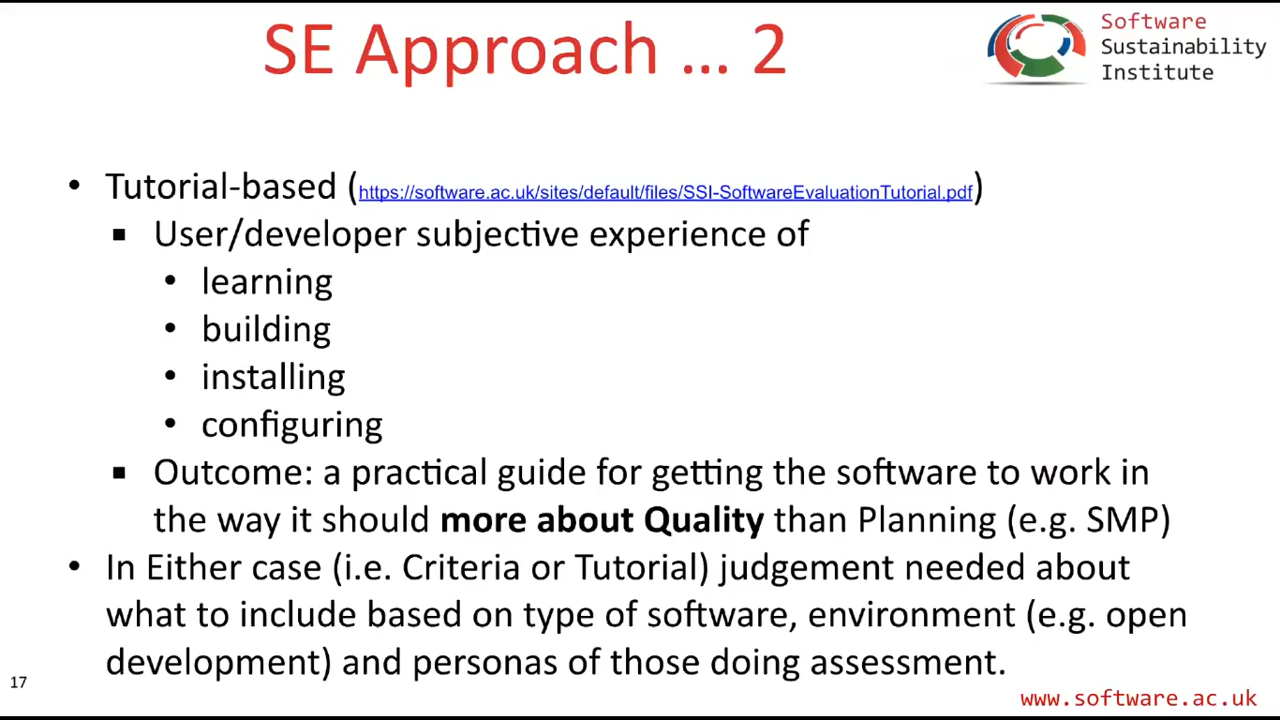 SE Approach ... 2
Software
Sustainability
Institute
• Tutorial-based (https://software.ac.uk/sites/default/files/SSI-SoftwareEvaluationTutorial.pdf)
▪ User/developer subjective experience of
• learning
• building
• installing
• configuring
▪ Outcome: a practical guide for getting the software to work in
the way it should more about Quality than Planning (e.g. SMP)
• In Either case (i.e. Criteria or Tutorial) judgement needed about
what to include based on type of software, environment (e.g. open
development) and personas of those doing assessment.
17
www.software.ac.uk